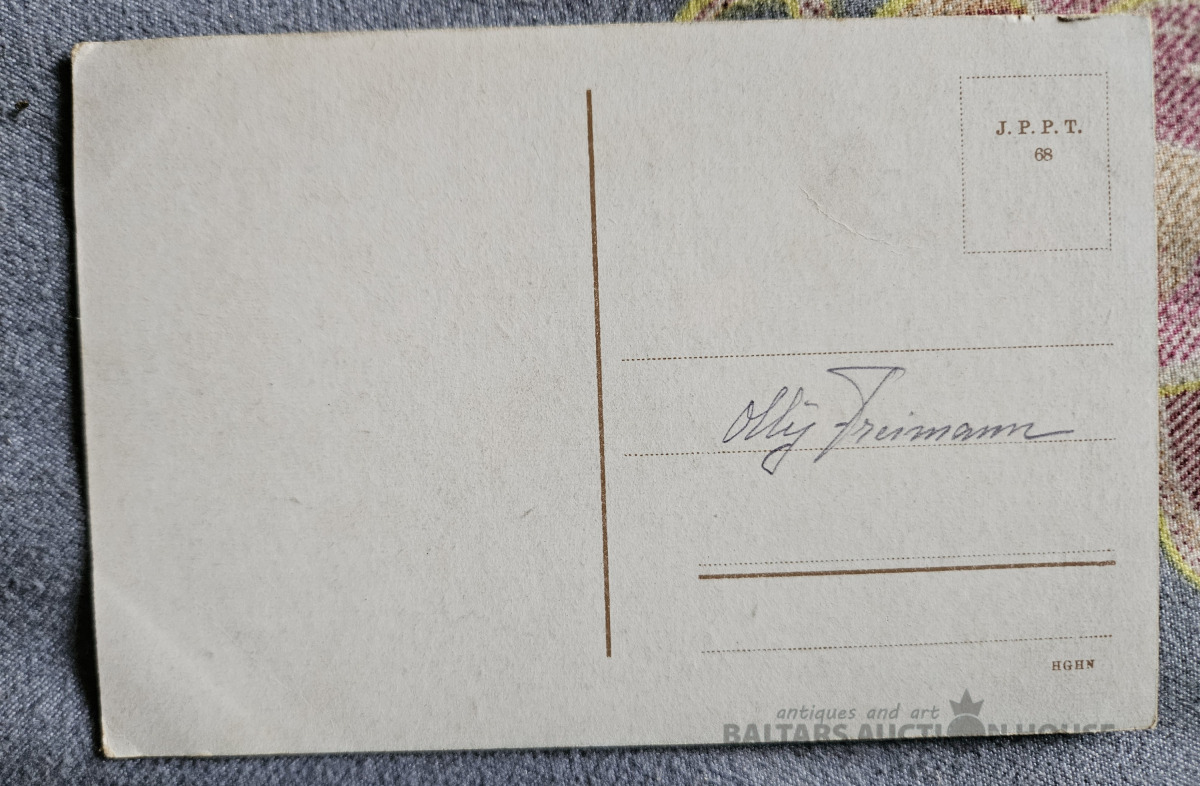 J. P. P. T.
68
Olly Freimann
HGHN
antiques and art
BALTARS AUCTION HOUSE